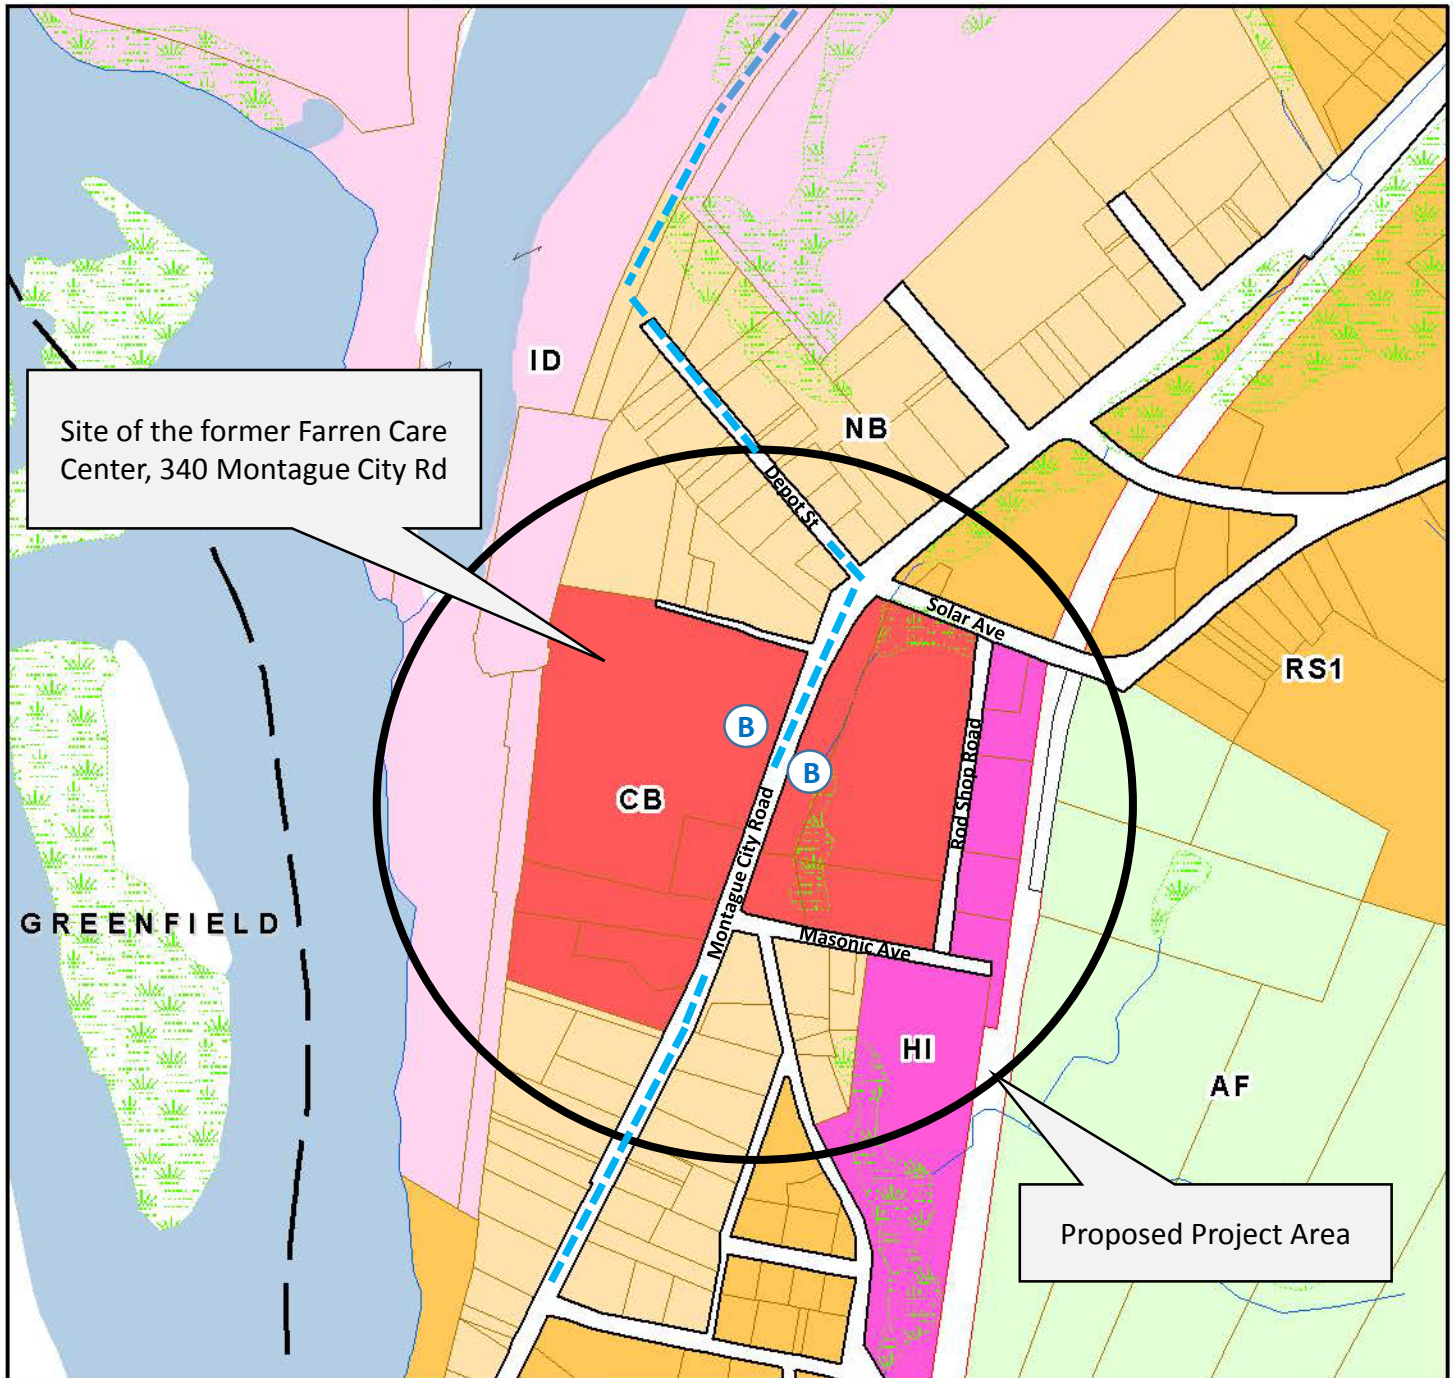 ID
Site of the former Farren Care
Center, 340 Montague City Rd
NB
Depot St
Solar Ave
RS1
B
B
CB
Rod Shop Road
Montague City Road
GREENFIELD
Masonic Ave
HI
AF
Proposed Project Area